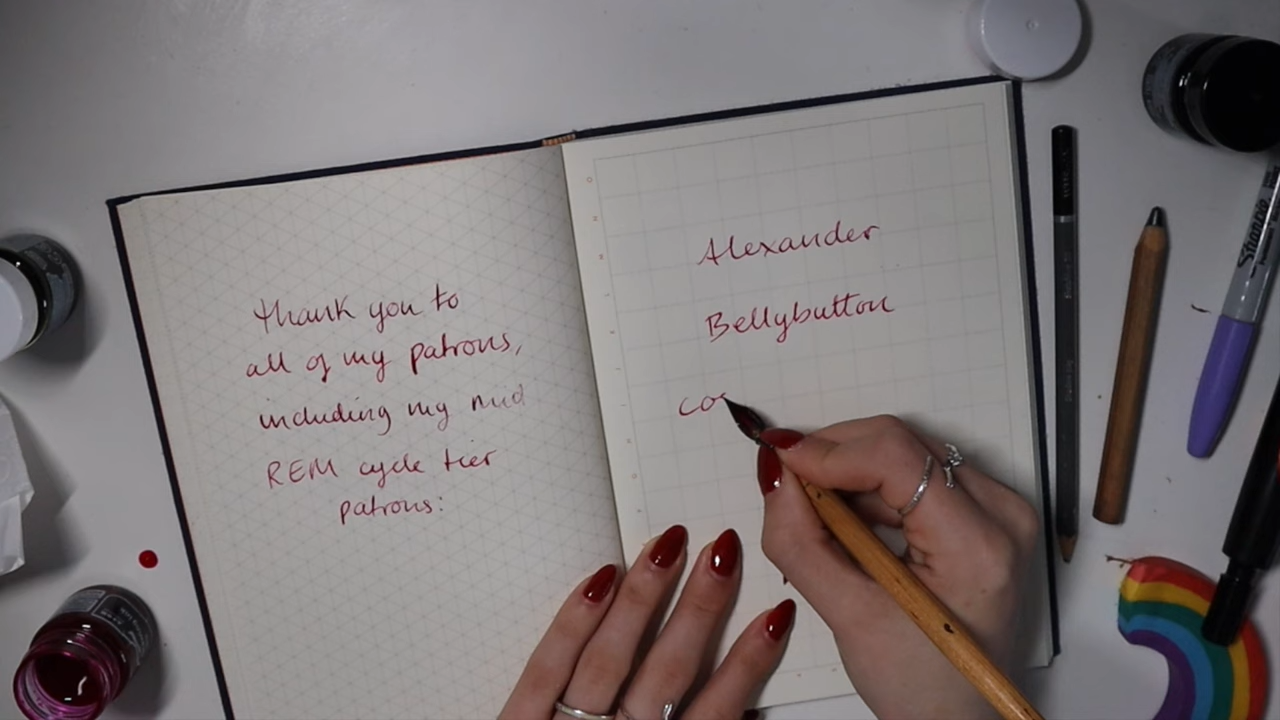 thank you to
all of my patrons,
including my mid
REM cycle tier
patrons:
Alexander
Bellybutton
Sharpie